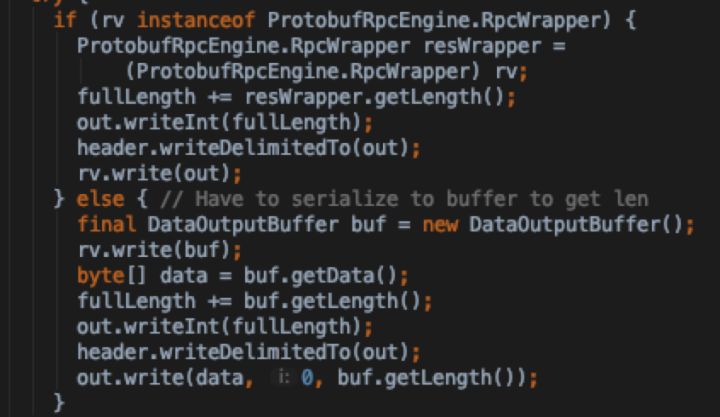 if (rv instanceof ProtobufRpcEngine.RpcWrapper) {
ProtobufRpcEngine.RpcWrapper resWrapper =
(ProtobufRpcEngine.RpcWrapper) rv;
fullLength += resWrapper.getLength();
out.writeInt(fullLength);
header.writeDelimitedTo(out);
rv.write(out);
} else { // Have to serialize to buffer to get len
final DataOutputBuffer buf = new DataOutputBuffer();
rv.write(buf);
byte[] data = buf.getData();
fullLength += buf.getLength();
out.writeInt(fullLength);
header.writeDelimitedTo(out);
out.write(data, i: 0, buf.getLength());
}